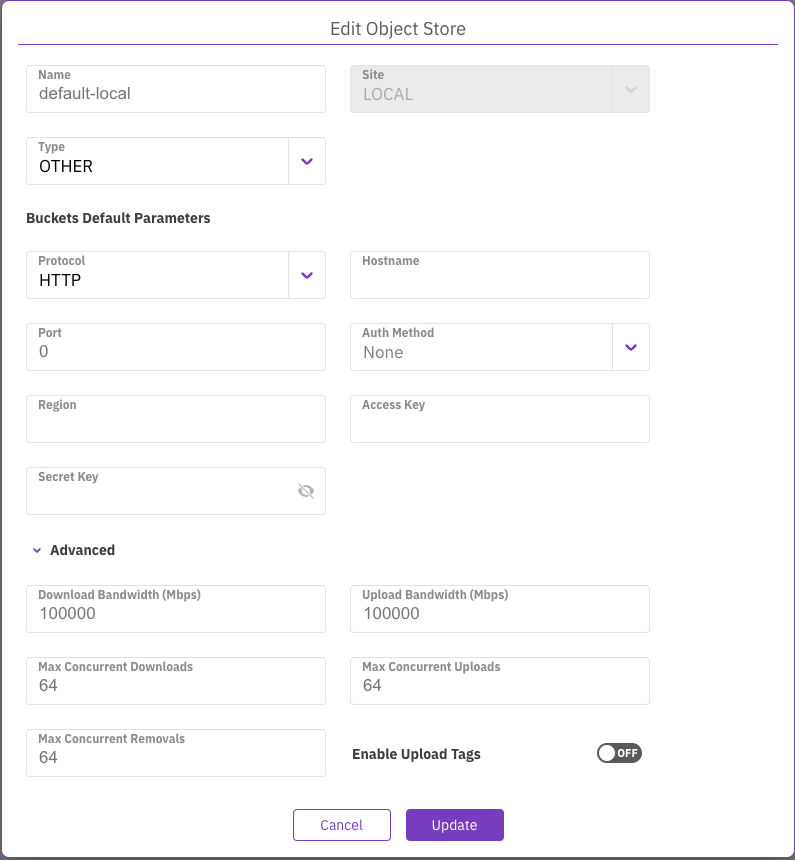 Edit Object Store
Name
default-local
Site
LOCAL
Type
OTHER
Buckets Default Parameters
Protocol
HTTP
Hostname
Port
0
Auth Method
None
Region
Access Key
Secret Key
Advanced
Download Bandwidth (Mbps)
100000
Upload Bandwidth (Mbps)
100000
Max Concurrent Downloads
64
Max Concurrent Uploads
64
Max Concurrent Removals
64
Enable Upload Tags
OFF
Cancel
Update